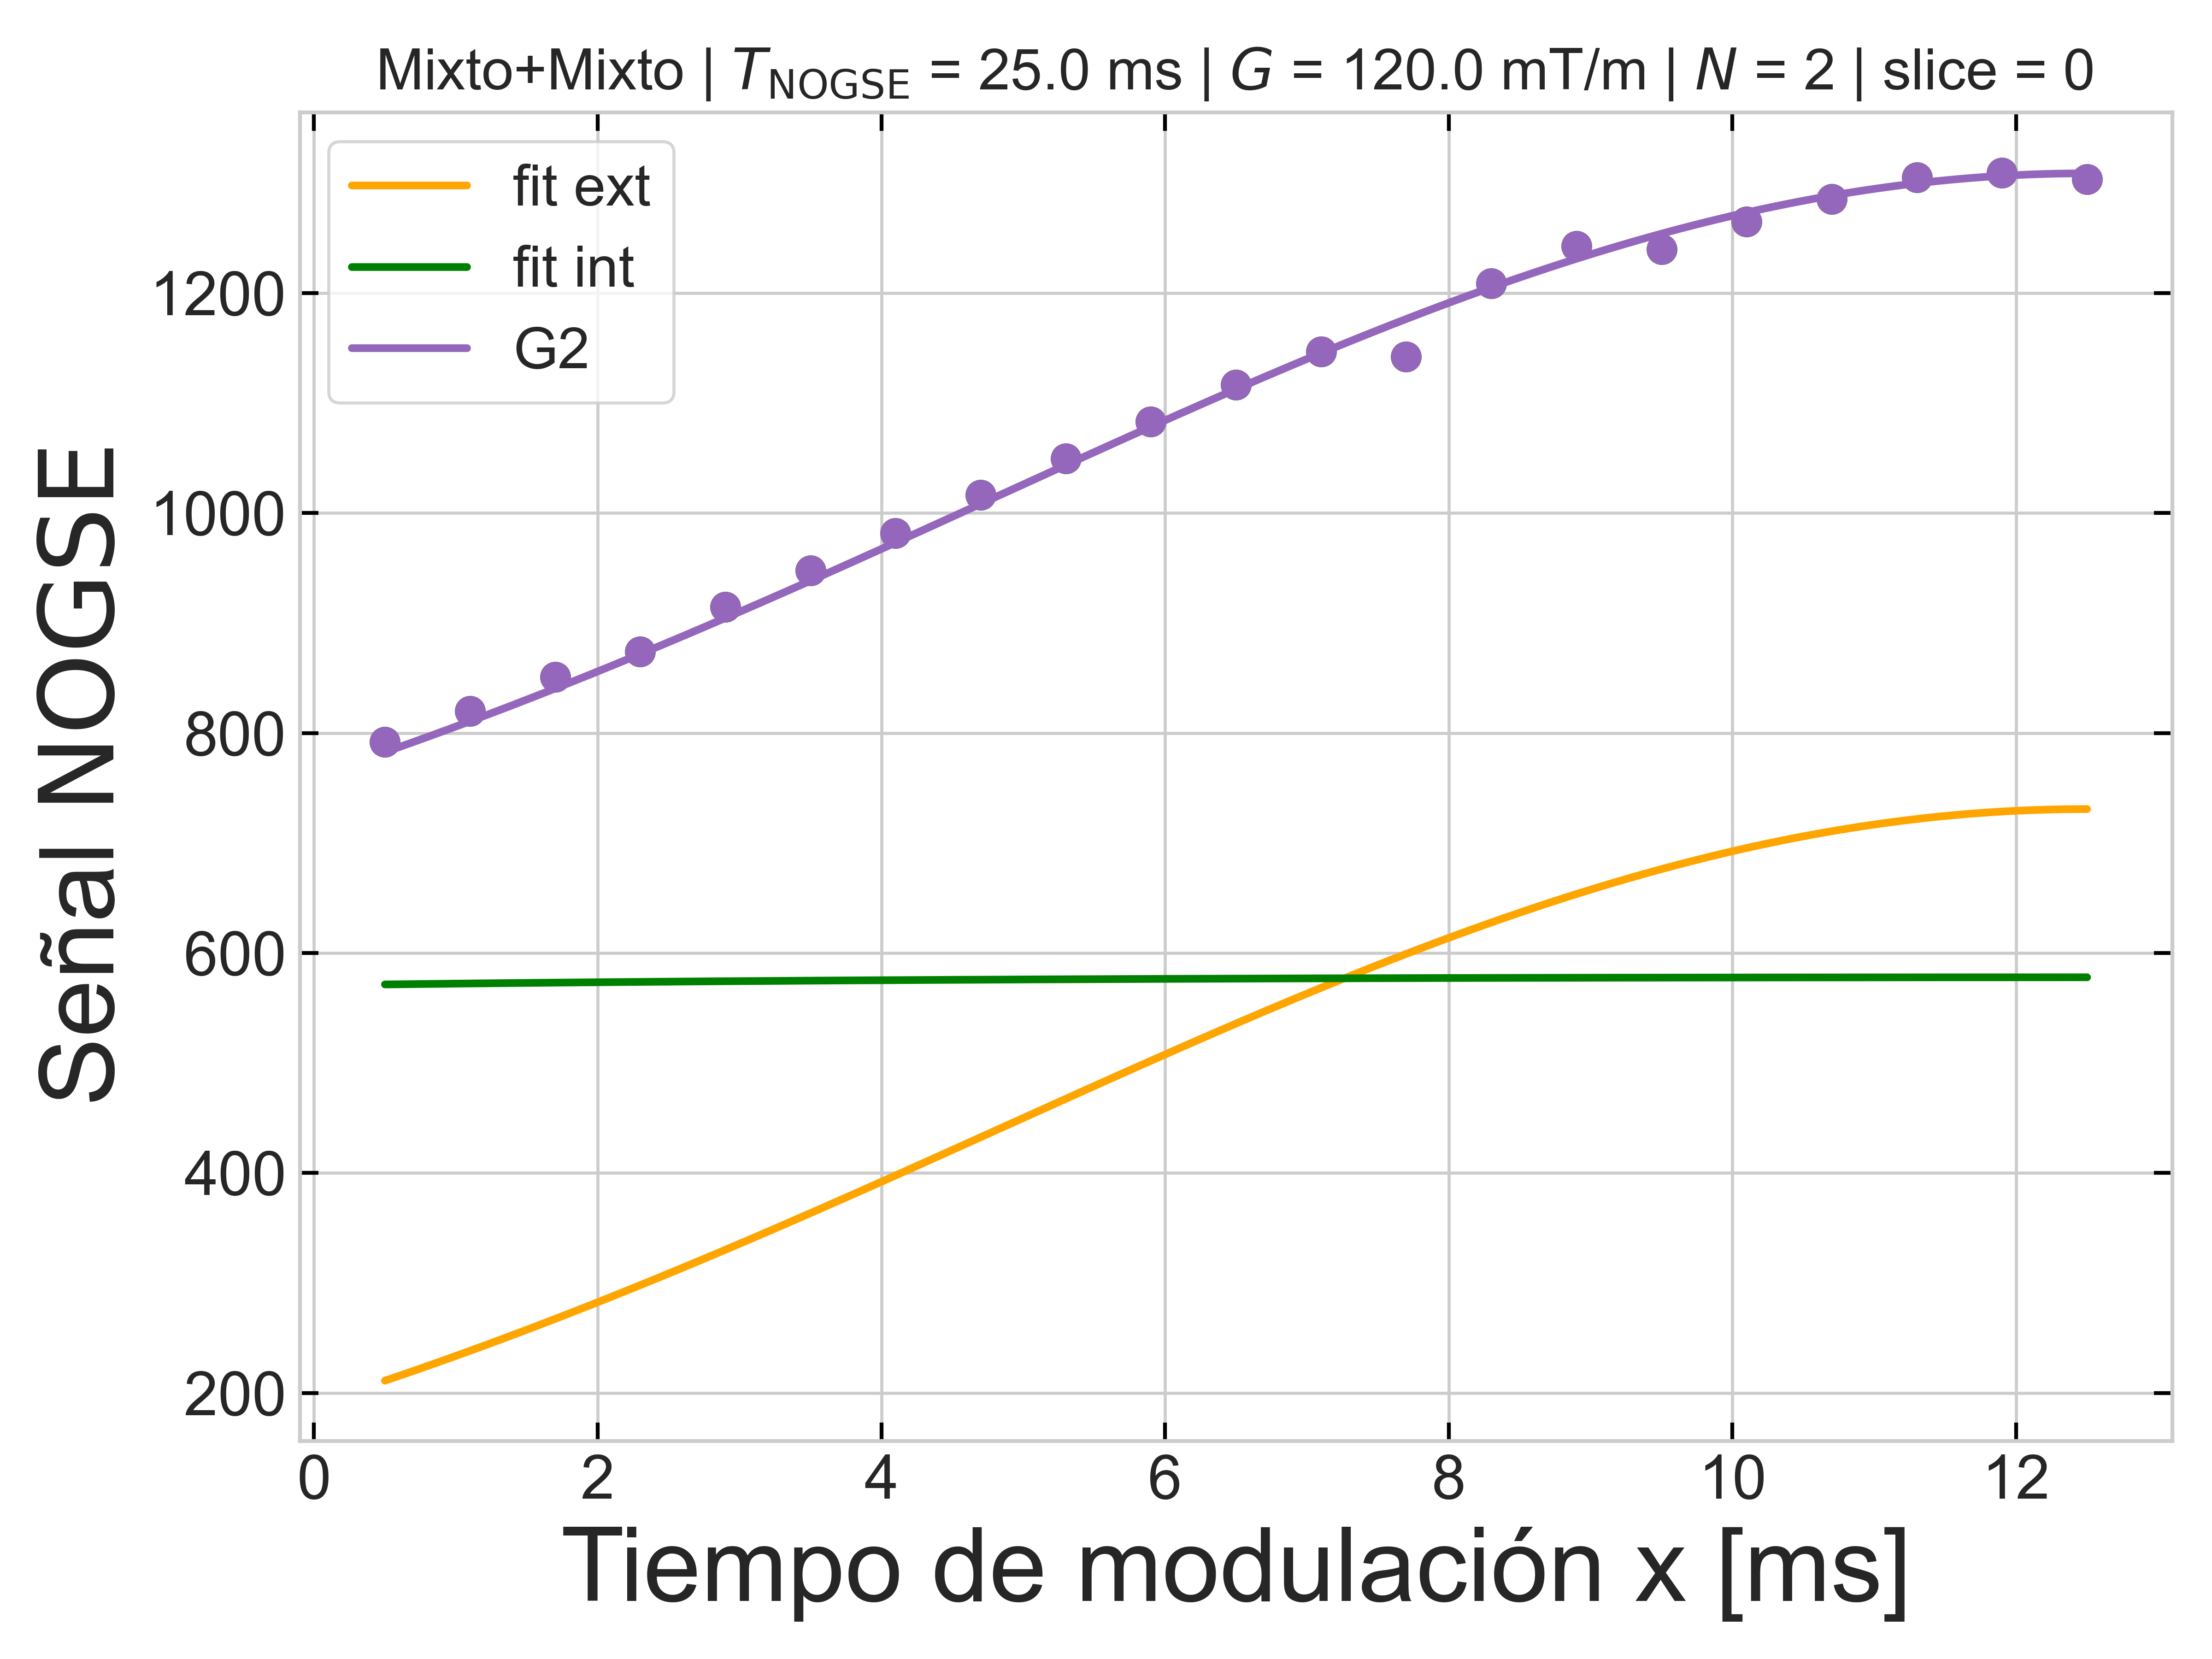 Mixto+Mixto | T_NOGSE = 25.0 ms | G = 120.0 mT/m | N = 2 | slice = 0
fit ext
fit int
G2
Señal NOGSE
1200
1000
800
600
400
200
0 2 4 6 8 10 12
Tiempo de modulación x [ms]